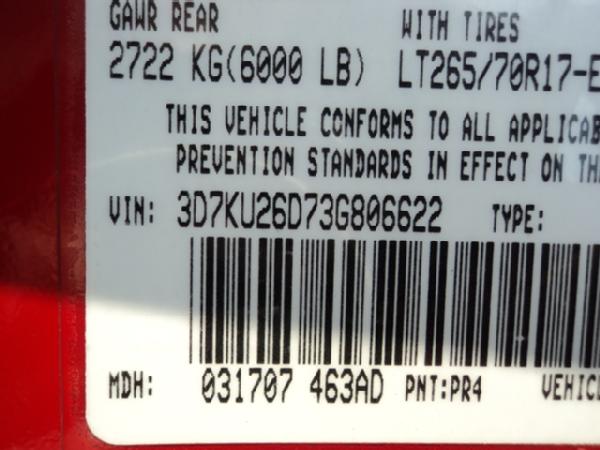 GAWR REAR WITH TIRES
2722 KG(6000 LB) LT265/70R17-E
THIS VEHICLE CONFORMS TO ALL APPLICAB
PREVENTION STANDARDS IN EFFECT ON TH
VIN: 3D7KU26D73G806622 TYPE:
MDH: 031707 463AD PNT:PR4 VEHIC